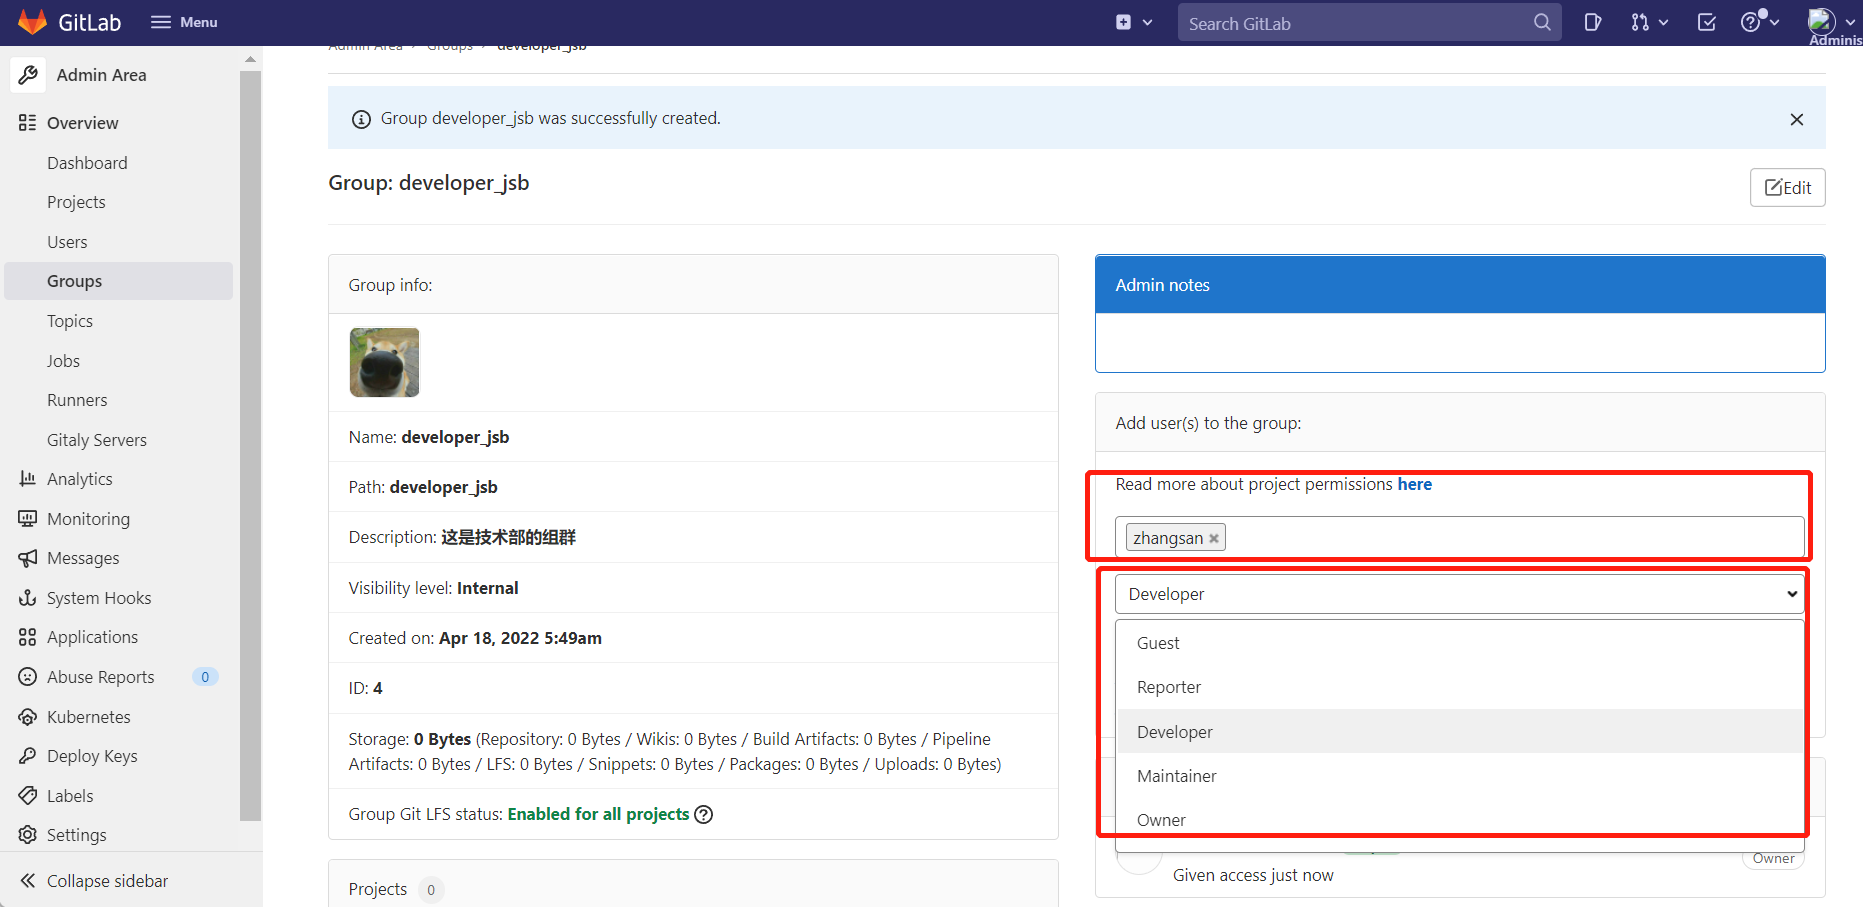 GitLab
Menu
Search GitLab
Adminis
Admin Area
Overview
Dashboard
Projects
Users
Groups
Topics
Jobs
Runners
Gitaly Servers
Analytics
Monitoring
Messages
System Hooks
Applications
Abuse Reports 0
Kubernetes
Deploy Keys
Labels
Settings
Collapse sidebar
Admin Area > Groups > developer_jsb
Group developer_jsb was successfully created.
Group: developer_jsb
Edit
Group info:
Name: developer_jsb
Path: developer_jsb
Description: 这是技术部的组群
Visibility level: Internal
Created on: Apr 18, 2022 5:49am
ID: 4
Storage: 0 Bytes (Repository: 0 Bytes / Wikis: 0 Bytes / Build Artifacts: 0 Bytes / Pipeline
Artifacts: 0 Bytes / LFS: 0 Bytes / Snippets: 0 Bytes / Packages: 0 Bytes / Uploads: 0 Bytes)
Group Git LFS status: Enabled for all projects
Projects 0
Admin notes
Add user(s) to the group:
Read more about project permissions here
zhangsan
Developer
Guest
Reporter
Developer
Maintainer
Owner
Owner
Given access just now